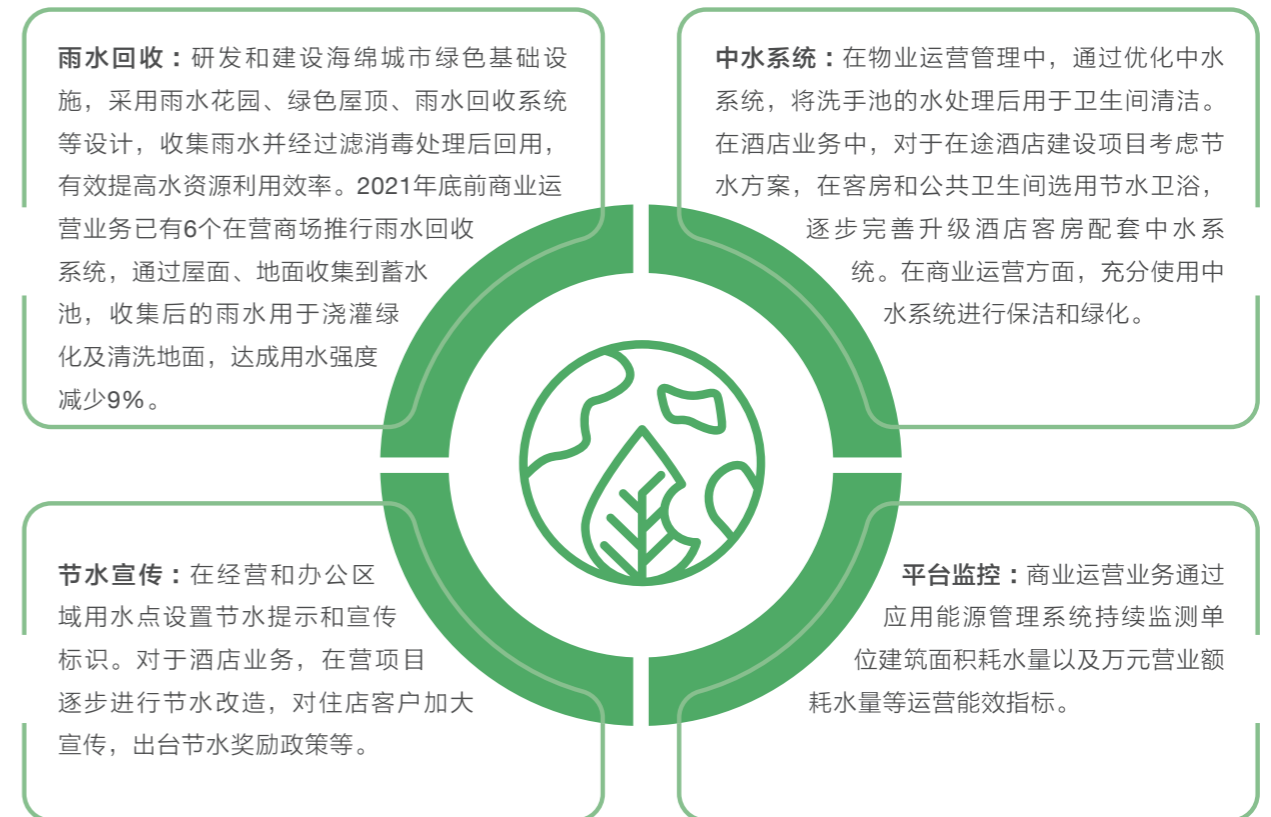 雨水回收：研发和建设海绵城市绿色基础设
施，采用雨水花园、绿色屋顶、雨水回收系统
等设计，收集雨水并经过滤消毒处理后回用，
有效提高水资源利用效率。2021年底前商业运
营业务已有6个在营商场推行雨水回收
系统，通过屋面、地面收集到蓄水
池，收集后的雨水用于浇灌绿
化及清洗地面，达成用水强度
减少9%。
中水系统：在物业运营管理中，通过优化中水
系统，将洗手池的水处理后用于卫生间清洁。
在酒店业务中，对于在途酒店建设项目考虑节
水方案，在客房和公共卫生间选用节水卫浴，
逐步完善升级酒店客房配套中水系
统。在商业运营方面，充分使用中
水系统进行保洁和绿化。
节水宣传：在经营和办公区
域用水点设置节水提示和宣传
标识。对于酒店业务，在营项目
逐步进行节水改造，对住店客户加大
宣传，出台节水奖励政策等。
平台监控：商业运营业务通过
应用能源管理系统持续监测单
位建筑面积耗水量以及万元营业额
耗水量等运营能效指标。